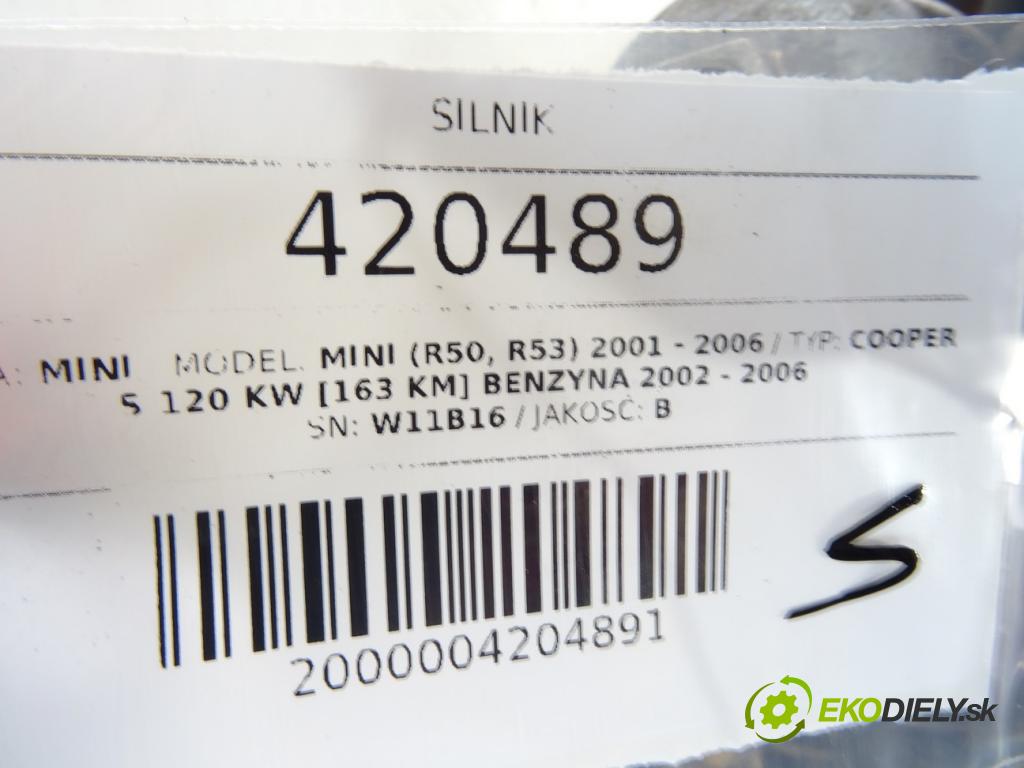 SILNIK
420489
A: MINI MODEL: MINI (R50, R53) 2001 - 2006 / TYP: COOPER
S 120 KW [163 KM] BENZYNA 2002 - 2006
SN: W11B16 / JAKOŚĆ: B
S
2000004204891
EKODIELY.sk